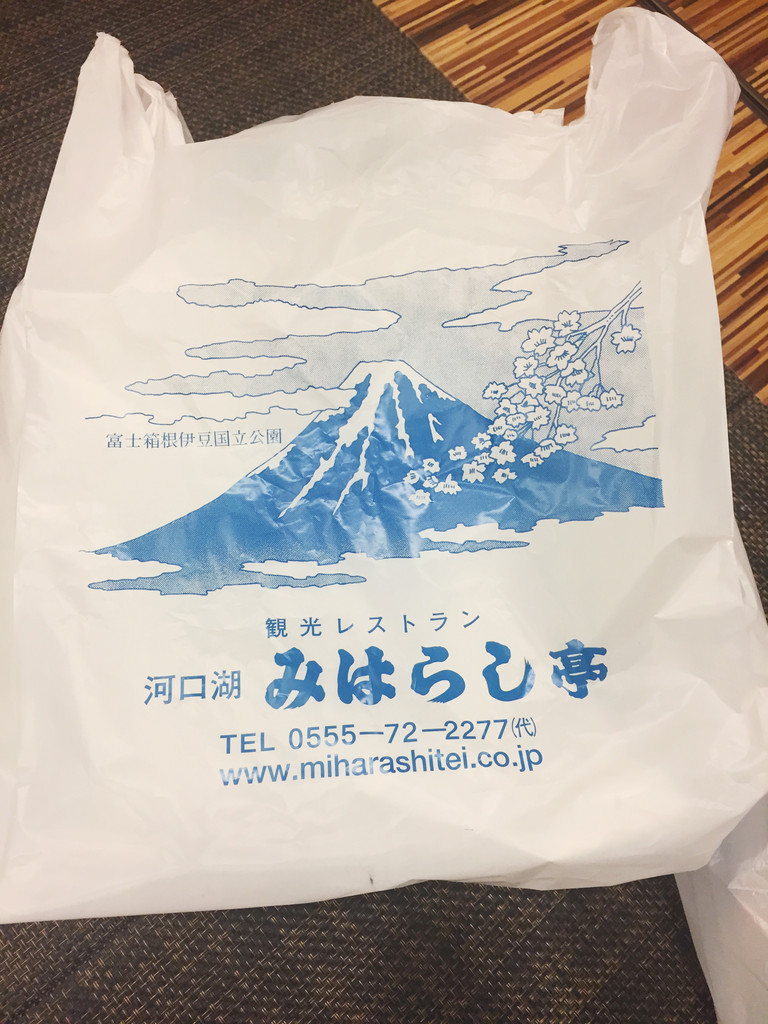 富士箱根伊豆国立公園
観光レストラン
河口湖 みはらし亭
TEL 0555-72-2277(代)
www.miharashitei.co.jp